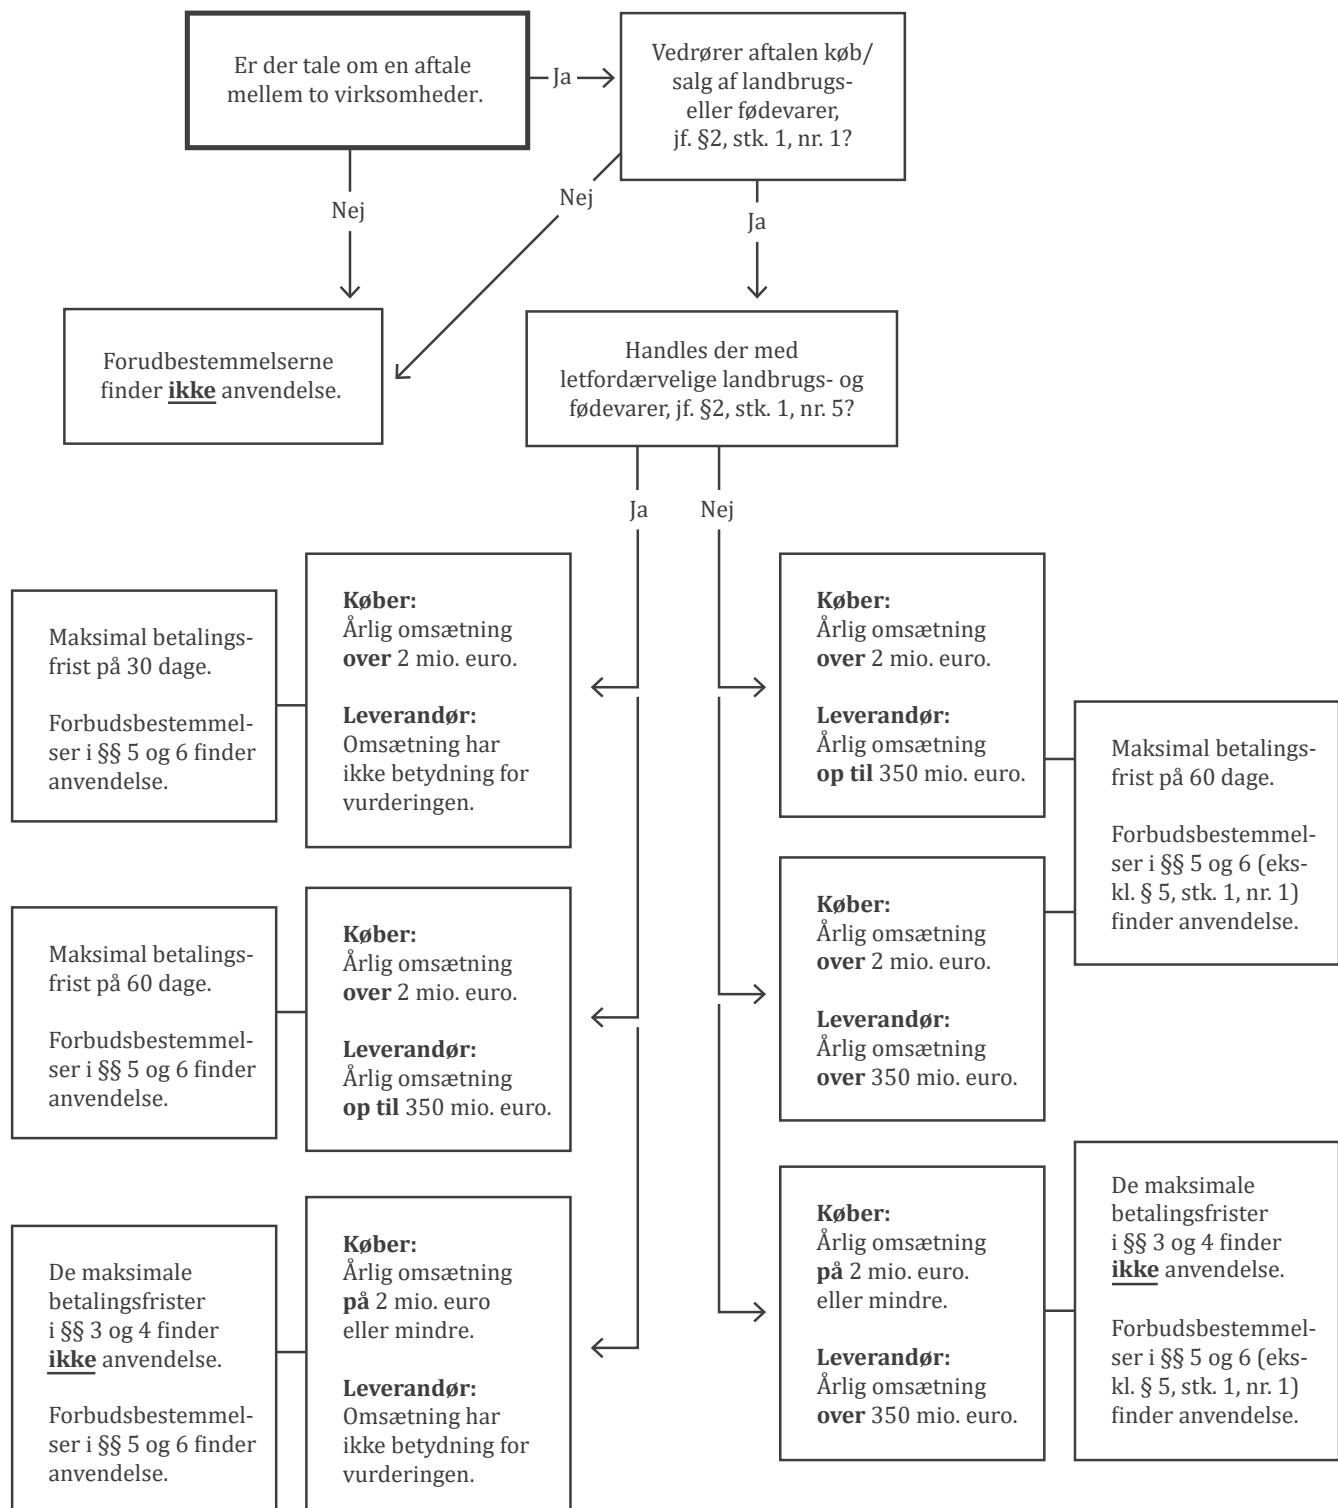 Er der tale om en aftale
mellem to virksomheder.
Ja
Vedrører aftalen køb/
salg af landbrugs-
eller fødevarer,
jf. §2, stk. 1, nr. 1?
Nej
Nej
Ja
Forudbestemmelserne
finder ikke anvendelse.
Handles der med
letfordærvelige landbrugs- og
fødevarer, jf. §2, stk. 1, nr. 5?
Ja
Nej
Maksimal betalings-
frist på 30 dage.
Forbudsbestemmel-
ser i §§ 5 og 6 finder
anvendelse.
Køber:
Årlig omsætning
over 2 mio. euro.
Leverandør:
Omsætning har
ikke betydning for
vurderingen.
Køber:
Årlig omsætning
over 2 mio. euro.
Leverandør:
Årlig omsætning
op til 350 mio. euro.
Maksimal betalings-
frist på 60 dage.
Forbudsbestemmel-
ser i §§ 5 og 6 (eks-
kl. § 5, stk. 1, nr. 1)
finder anvendelse.
Maksimal betalings-
frist på 60 dage.
Forbudsbestemmel-
ser i §§ 5 og 6 finder
anvendelse.
Køber:
Årlig omsætning
over 2 mio. euro.
Leverandør:
Årlig omsætning
op til 350 mio. euro.
Køber:
Årlig omsætning
over 2 mio. euro.
Leverandør:
Årlig omsætning
over 350 mio. euro.
De maksimale
betalingsfrister
i §§ 3 og 4 finder
ikke anvendelse.
Forbudsbestemmel-
ser i §§ 5 og 6 finder
anvendelse.
Køber:
Årlig omsætning
på 2 mio. euro
eller mindre.
Leverandør:
Omsætning har
ikke betydning for
vurderingen.
Køber:
Årlig omsætning
på 2 mio. euro.
eller mindre.
Leverandør:
Årlig omsætning
over 350 mio. euro.
De maksimale
betalingsfrister
i §§ 3 og 4 finder
ikke anvendelse.
Forbudsbestemmel-
ser i §§ 5 og 6 (eks-
kl. § 5, stk. 1, nr. 1)
finder anvendelse.